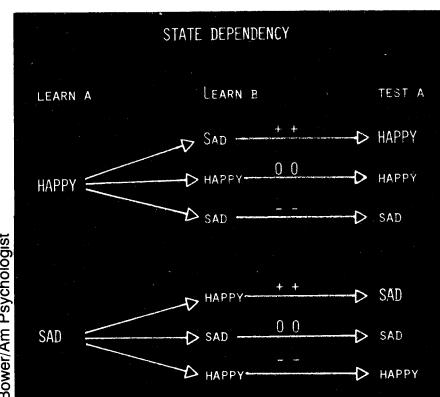 STATE DEPENDENCY
LEARN A LEARN B TEST A
SAD + + HAPPY
HAPPY HAPPY 0 0 HAPPY
SAD - - SAD
HAPPY + + SAD
SAD SAD 0 0 SAD
HAPPY - - HAPPY
Bower/Am Psychologist